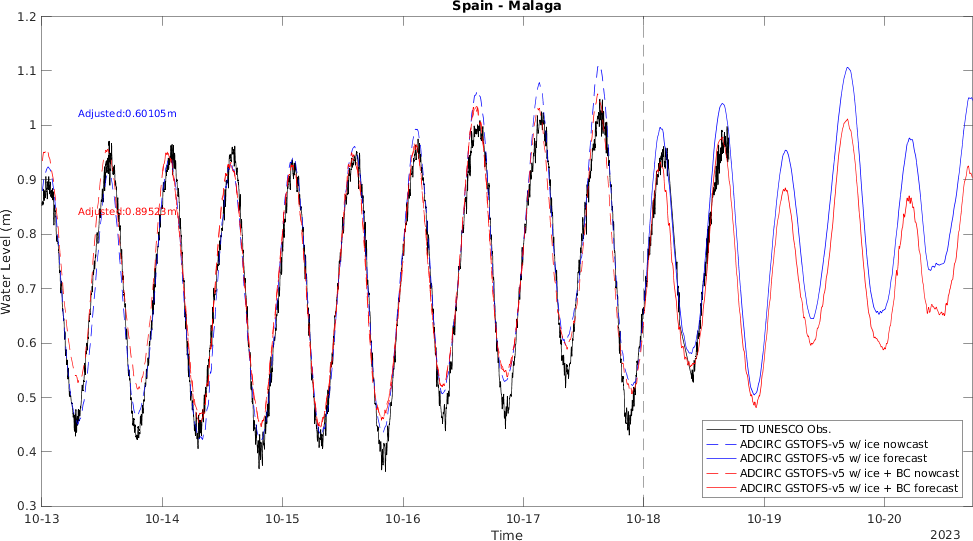 Spain - Malaga
1.2
1.1
1
0.9
0.8
0.7
0.6
0.5
0.4
0.3
Water Level (m)
Adjusted:0.60105m
Adjusted:0.89523m
TD UNESCO Obs.
ADCIRC GSTOFS-v5 w/ ice nowcast
ADCIRC GSTOFS-v5 w/ ice forecast
ADCIRC GSTOFS-v5 w/ ice + BC nowcast
ADCIRC GSTOFS-v5 w/ ice + BC forecast
10-13 10-14 10-15 10-16 10-17 10-18 10-19 10-20
Time
2023